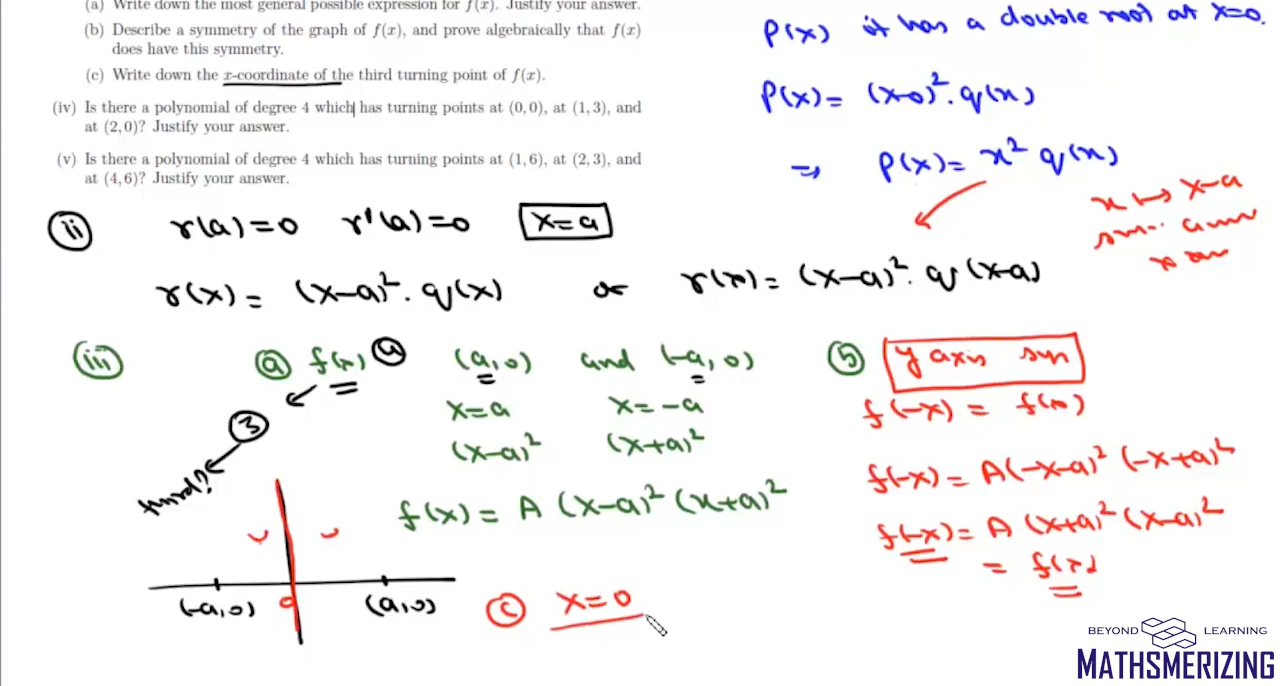 (a) Write down the most general possible expression for f(x). Justify your answer.
(b) Describe a symmetry of the graph of f(x), and prove algebraically that f(x)
does have this symmetry.
(c) Write down the x-coordinate of the third turning point of f(x).
(iv) Is there a polynomial of degree 4 which has turning points at (0, 0), at (1, 3), and
at (2, 0)? Justify your answer.
(v) Is there a polynomial of degree 4 which has turning points at (1, 6), at (2, 3), and
at (4, 6)? Justify your answer.
P(x) it has a double root at x=0.
P(x) = (x-0)². q(x)
⇒ P(x) = x² q(x)
x ↦ x-a
(ii) r(a)=0 r'(a)=0 x=a
r(x) = (x-a)². q(x) or r(x) = (x-a)². q(x-a)
(iii) (a) f(x) (4) (a,0) and (-a,0)
x=a x=-a
(3)
(x-a)² (x+a)²
third?
f(x) = A (x-a)² (x+a)²
(-a,0) 0 (a,0)
(b) y axis sym
f(-x) = f(x)
f(-x) = A(-x-a)² (-x+a)²
f(-x) = A (x+a)² (x-a)²
= f(x)
(c) x=0
BEYOND LEARNING
MATHSMERIZING